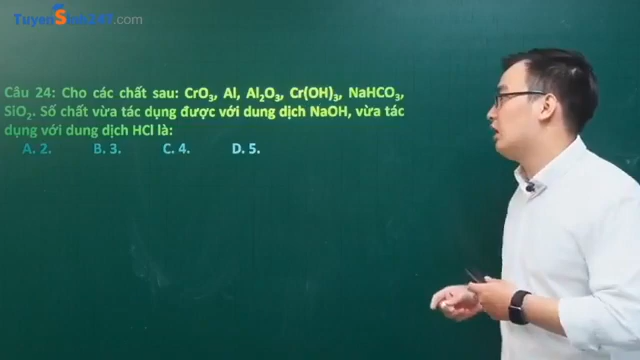 TuyenSinh247.com
Câu 24: Cho các chất sau: CrO₃, Al, Al₂O₃, Cr(OH)₃, NaHCO₃,
SiO₂. Số chất vừa tác dụng được với dung dịch NaOH, vừa tác
dụng với dung dịch HCl là:
A. 2. B. 3. C. 4. D. 5.